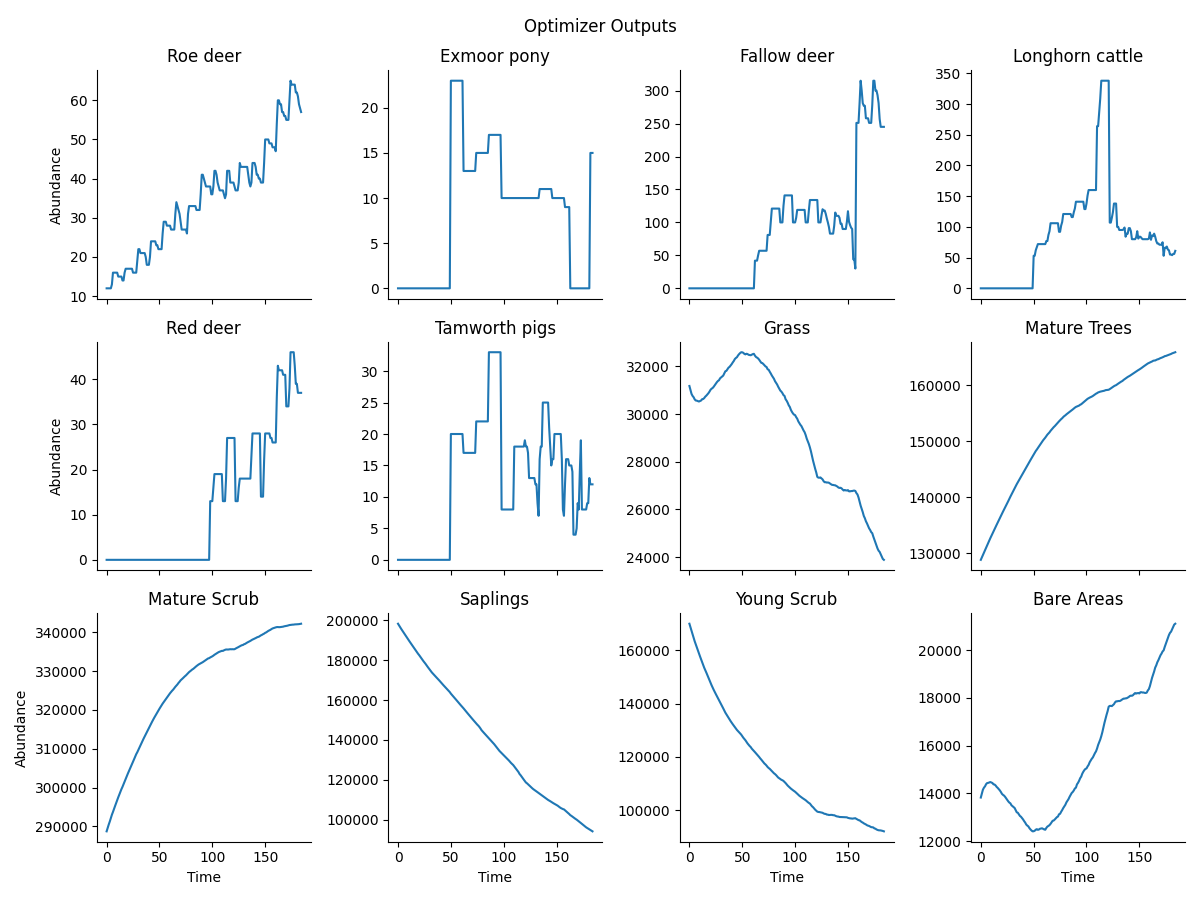 Optimizer Outputs
Roe deer
Exmoor pony
Fallow deer
Longhorn cattle
Abundance
60
50
40
30
20
10
20
15
10
5
0
300
250
200
150
100
50
0
350
300
250
200
150
100
50
0
Red deer
Tamworth pigs
Grass
Mature Trees
Abundance
40
30
20
10
0
30
25
20
15
10
5
0
32000
30000
28000
26000
24000
160000
150000
140000
130000
Mature Scrub
Saplings
Young Scrub
Bare Areas
Abundance
340000
330000
320000
310000
300000
290000
200000
180000
160000
140000
120000
100000
160000
140000
120000
100000
20000
18000
16000
14000
12000
0 50 100 150
0 50 100 150
0 50 100 150
0 50 100 150
Time
Time
Time
Time